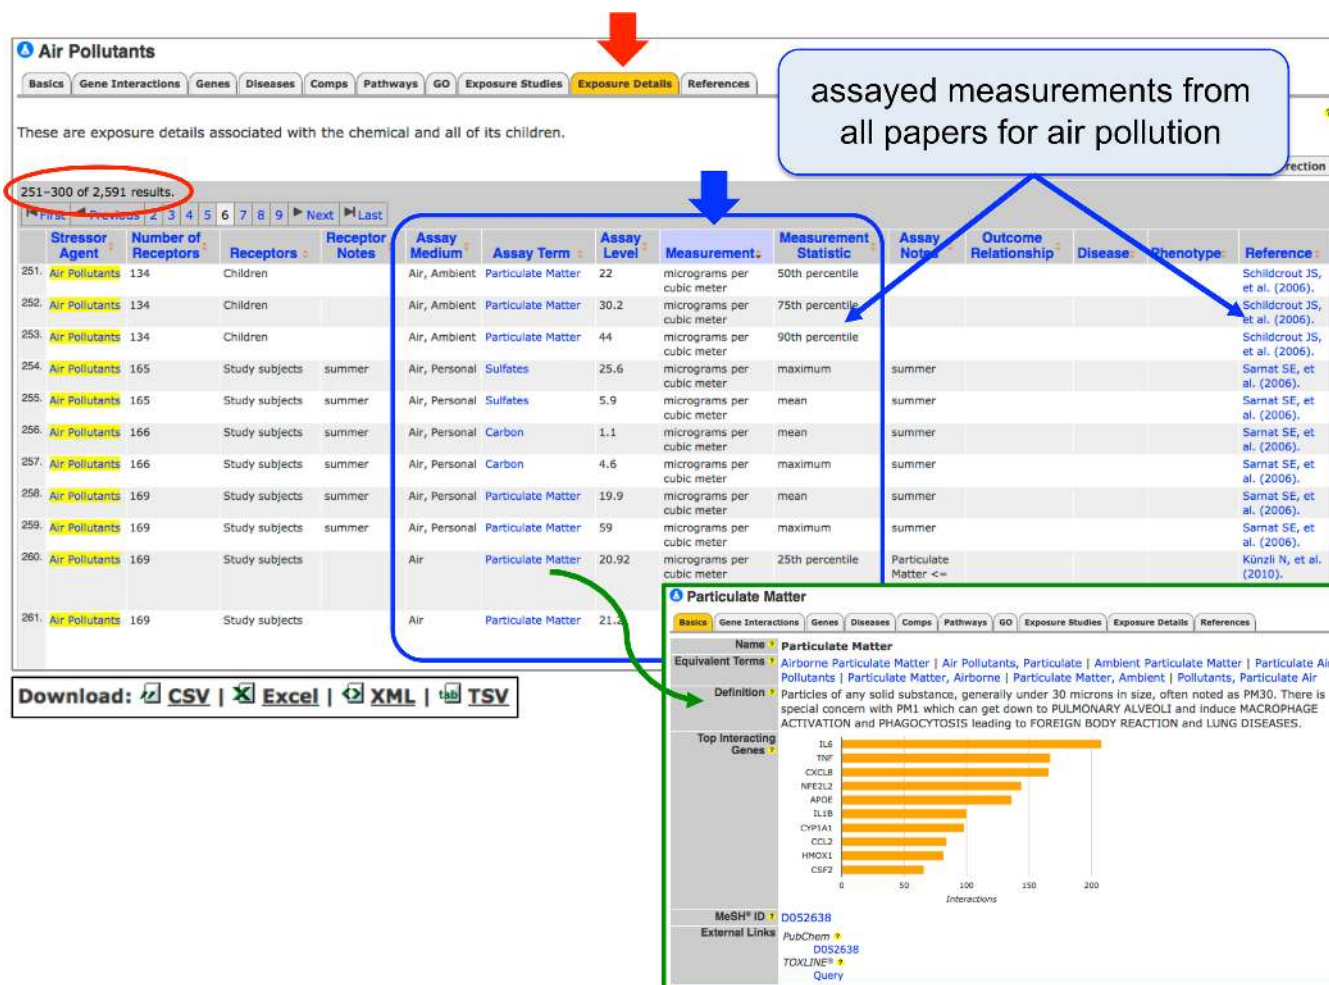 Air Pollutants
Basics Gene Interactions Genes Diseases Comps Pathways GO Exposure Studies Exposure Details References
assayed measurements from
all papers for air pollution
These are exposure details associated with the chemical and all of its children.
rection
251–300 of 2,591 results.
First Previous 2 3 4 5 6 7 8 9 Next Last
Stressor Agent Number of Receptors Receptors Receptor Notes Assay Medium Assay Term Assay Level Measurement Measurement Statistic Assay Notes Outcome Relationship Disease Phenotype Reference
251. Air Pollutants 134 Children Air, Ambient Particulate Matter 22 micrograms per cubic meter 50th percentile Schildcrout JS, et al. (2006).
252. Air Pollutants 134 Children Air, Ambient Particulate Matter 30.2 micrograms per cubic meter 75th percentile Schildcrout JS, et al. (2006).
253. Air Pollutants 134 Children Air, Ambient Particulate Matter 44 micrograms per cubic meter 90th percentile Schildcrout JS, et al. (2006).
254. Air Pollutants 165 Study subjects summer Air, Personal Sulfates 25.6 micrograms per cubic meter maximum summer Sarnat SE, et al. (2006).
255. Air Pollutants 165 Study subjects summer Air, Personal Sulfates 5.9 micrograms per cubic meter mean summer Sarnat SE, et al. (2006).
256. Air Pollutants 166 Study subjects summer Air, Personal Carbon 1.1 micrograms per cubic meter mean summer Sarnat SE, et al. (2006).
257. Air Pollutants 166 Study subjects summer Air, Personal Carbon 4.6 micrograms per cubic meter maximum summer Sarnat SE, et al. (2006).
258. Air Pollutants 169 Study subjects summer Air, Personal Particulate Matter 19.9 micrograms per cubic meter mean summer Sarnat SE, et al. (2006).
259. Air Pollutants 169 Study subjects summer Air, Personal Particulate Matter 59 micrograms per cubic meter maximum summer Sarnat SE, et al. (2006).
260. Air Pollutants 169 Study subjects Air Particulate Matter 20.92 micrograms per cubic meter 25th percentile Particulate Matter <= Künzli N, et al. (2010).
261. Air Pollutants 169 Study subjects Air Particulate Matter
Download: CSV | Excel | XML | tab TSV
Particulate Matter
Basics Gene Interactions Genes Diseases Comps Pathways GO Exposure Studies Exposure Details References
Name ? Particulate Matter
Equivalent Terms ? Airborne Particulate Matter | Air Pollutants, Particulate | Ambient Particulate Matter | Particulate Air
Pollutants | Particulate Matter, Airborne | Particulate Matter, Ambient | Pollutants, Particulate Air
Definition ? Particles of any solid substance, generally under 30 microns in size, often noted as PM30. There is
special concern with PM1 which can get down to PULMONARY ALVEOLI and induce MACROPHAGE
ACTIVATION and PHAGOCYTOSIS leading to FOREIGN BODY REACTION and LUNG DISEASES.
Top Interacting
Genes ?
IL6
TNF
CXCL8
NFE2L2
APOE
IL1B
CYP1A1
CCL2
HMOX1
CSF2
0 50 100 150 200
Interactions
MeSH® ID ? D052638
External Links PubChem ?
D052638
TOXLINE® ?
Query